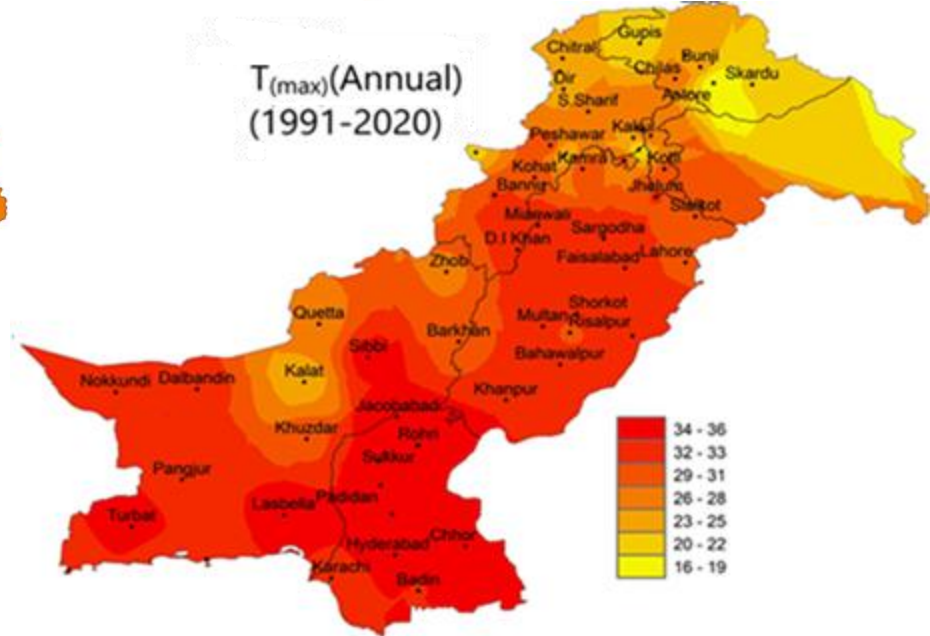 T(max)(Annual)
(1991-2020)
Gupis
Chitral
Bunji
Chilas
Skardu
Dir
Astore
S.Sharif
Peshawar
Kakul
Kohat
Kamra
Kotli
Bannu
Jhelum
Sialkot
Mianwali
Sargodha
D.I Khan
Lahore
Faisalabad
Zhob
Shorkot
Quetta
Multan
Risalpur
Barkhan
Sibbi
Bahawalpur
Kalat
Nokkundi
Dalbandin
Khanpur
Jacobabad
Khuzdar
Rohri
Sukkur
Pangjur
Padidan
Lasbella
Turbat
Chhor
Hyderabad
Karachi
Badin
34 - 36
32 - 33
29 - 31
26 - 28
23 - 25
20 - 22
16 - 19